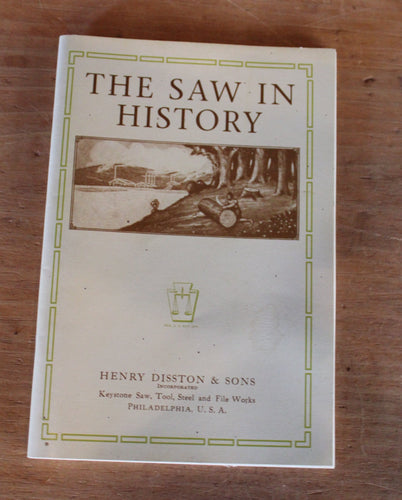 THE SAW IN
HISTORY
HENRY DISSTON & SONS
INCORPORATED
Keystone Saw, Tool, Steel and File Works
PHILADELPHIA, U. S. A.